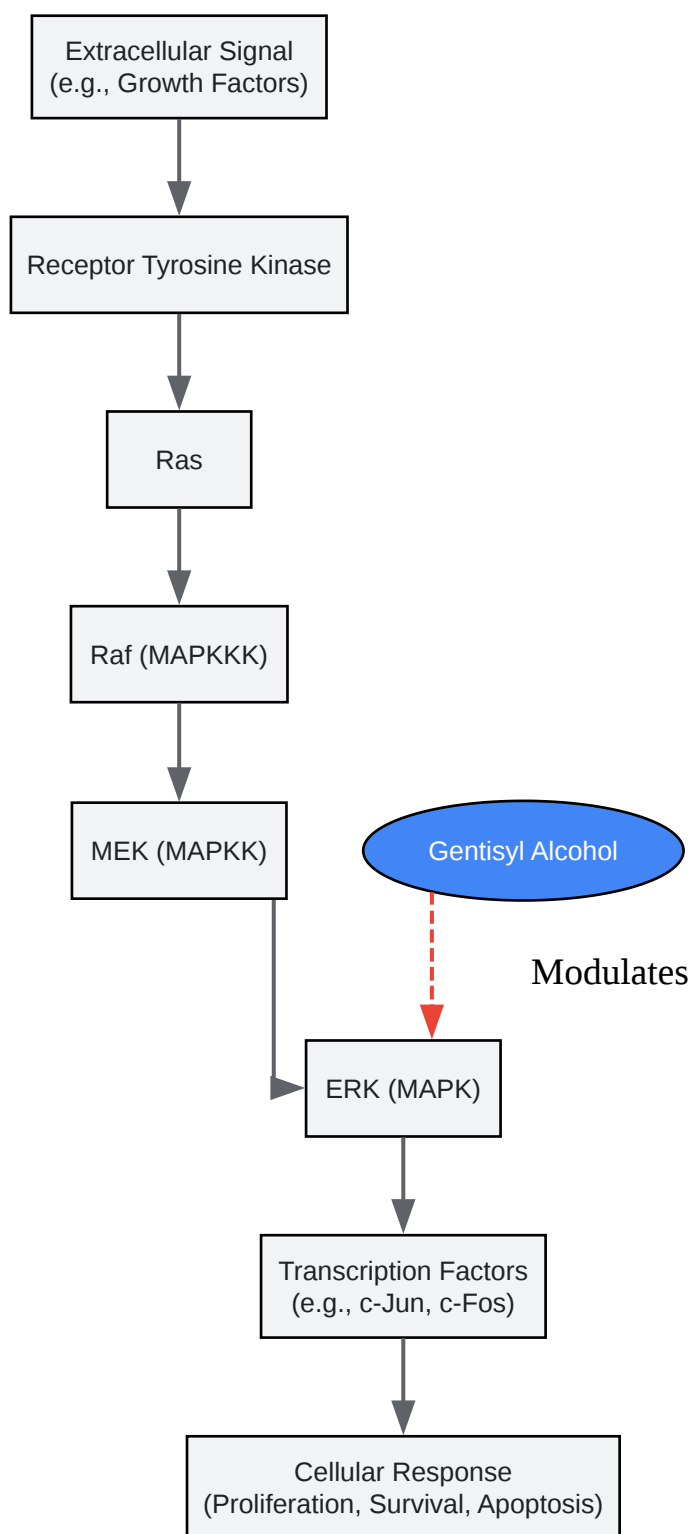 Extracellular Signal
(e.g., Growth Factors)
Receptor Tyrosine Kinase
Ras
Raf (MAPKKK)
MEK (MAPKK)
Gentisyl Alcohol
Modulates
ERK (MAPK)
Transcription Factors
(e.g., c-Jun, c-Fos)
Cellular Response
(Proliferation, Survival, Apoptosis)